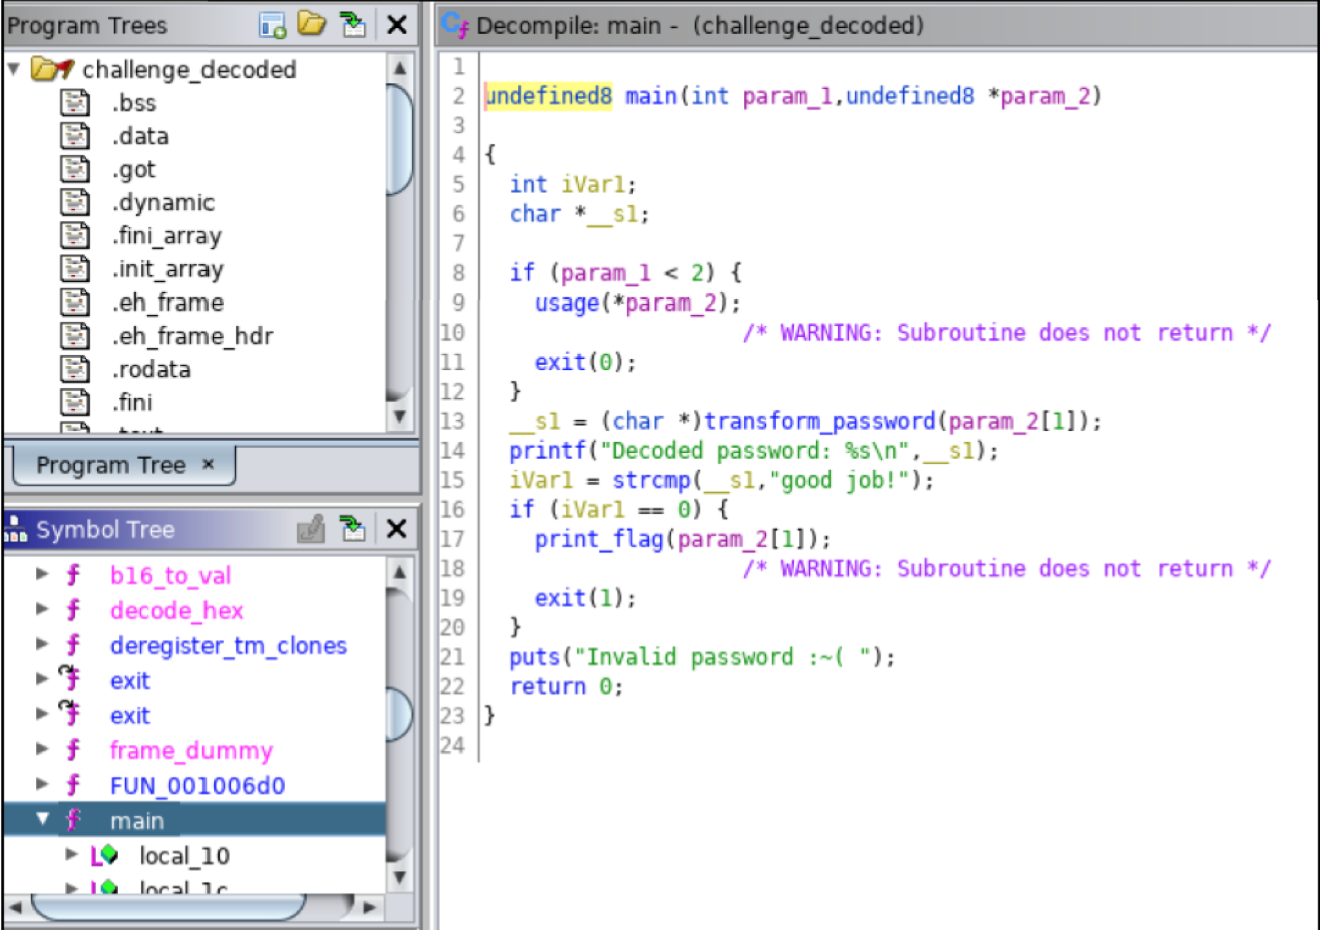 Program Trees
challenge_decoded
.bss
.data
.got
.dynamic
.fini_array
.init_array
.eh_frame
.eh_frame_hdr
.rodata
.fini
.text
Program Tree ×
Symbol Tree
f b16_to_val
f decode_hex
f deregister_tm_clones
f exit
f exit
f frame_dummy
f FUN_001006d0
f main
L local_10
L local_1c
Cf Decompile: main - (challenge_decoded)
1
2 undefined8 main(int param_1,undefined8 *param_2)
3
4 {
5 int iVar1;
6 char *__s1;
7
8 if (param_1 < 2) {
9 usage(*param_2);
10 /* WARNING: Subroutine does not return */
11 exit(0);
12 }
13 __s1 = (char *)transform_password(param_2[1]);
14 printf("Decoded password: %s\n",__s1);
15 iVar1 = strcmp(__s1,"good job!");
16 if (iVar1 == 0) {
17 print_flag(param_2[1]);
18 /* WARNING: Subroutine does not return */
19 exit(1);
20 }
21 puts("Invalid password :~( ");
22 return 0;
23 }
24